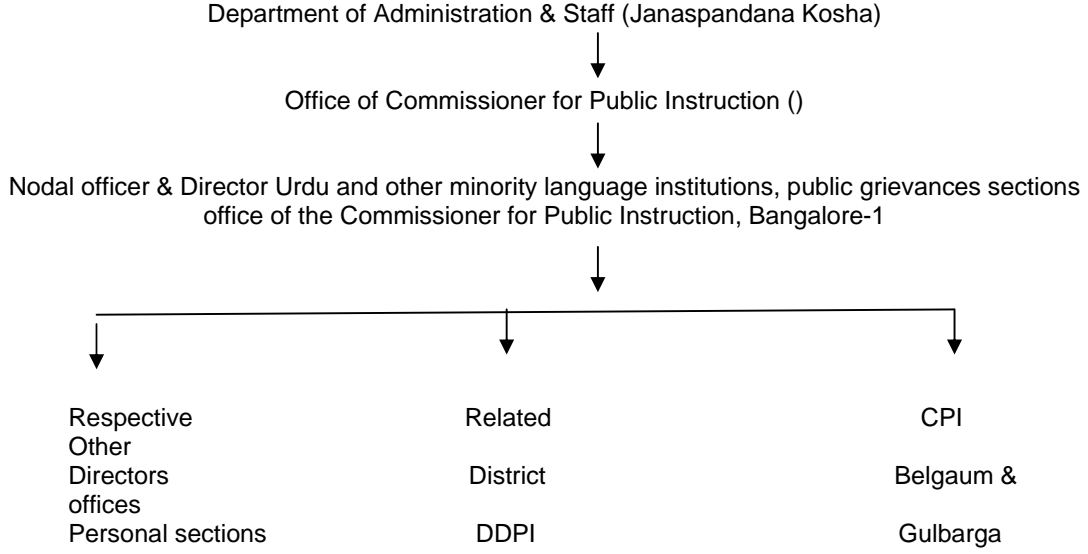 Department of Administration & Staff (Janaspandana Kosha)
Office of Commissioner for Public Instruction ()
Nodal officer & Director Urdu and other minority language institutions, public grievances sections
office of the Commissioner for Public Instruction, Bangalore-1
Respective Related CPI
Other
Directors District Belgaum &
offices
Personal sections DDPI Gulbarga